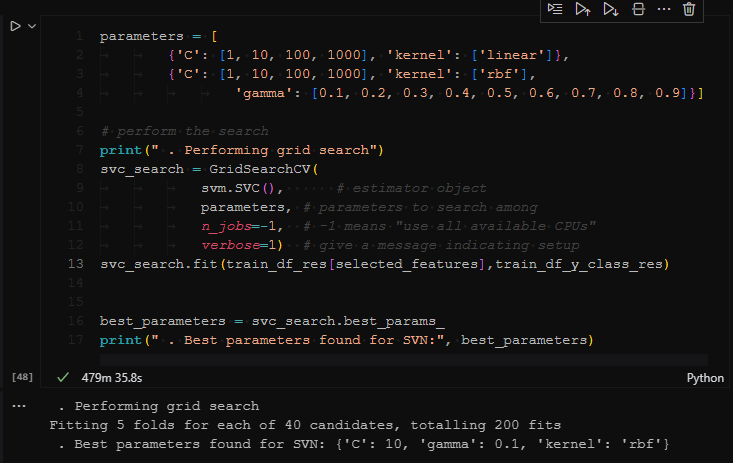 1 parameters = [
2 {'C': [1, 10, 100, 1000], 'kernel': ['linear']},
3 {'C': [1, 10, 100, 1000], 'kernel': ['rbf'],
4 'gamma': [0.1, 0.2, 0.3, 0.4, 0.5, 0.6, 0.7, 0.8, 0.9]}]
5
6 # perform the search
7 print(" . Performing grid search")
8 svc_search = GridSearchCV(
9 svm.SVC(), # estimator object
10 parameters, # parameters to search among
11 n_jobs=-1, # -1 means "use all available CPUs"
12 verbose=1) # give a message indicating setup
13 svc_search.fit(train_df_res[selected_features],train_df_y_class_res)
14
15
16 best_parameters = svc_search.best_params_
17 print(" . Best parameters found for SVN:", best_parameters)
[48] 479m 35.8s Python
... . Performing grid search
Fitting 5 folds for each of 40 candidates, totalling 200 fits
. Best parameters found for SVN: {'C': 10, 'gamma': 0.1, 'kernel': 'rbf'}